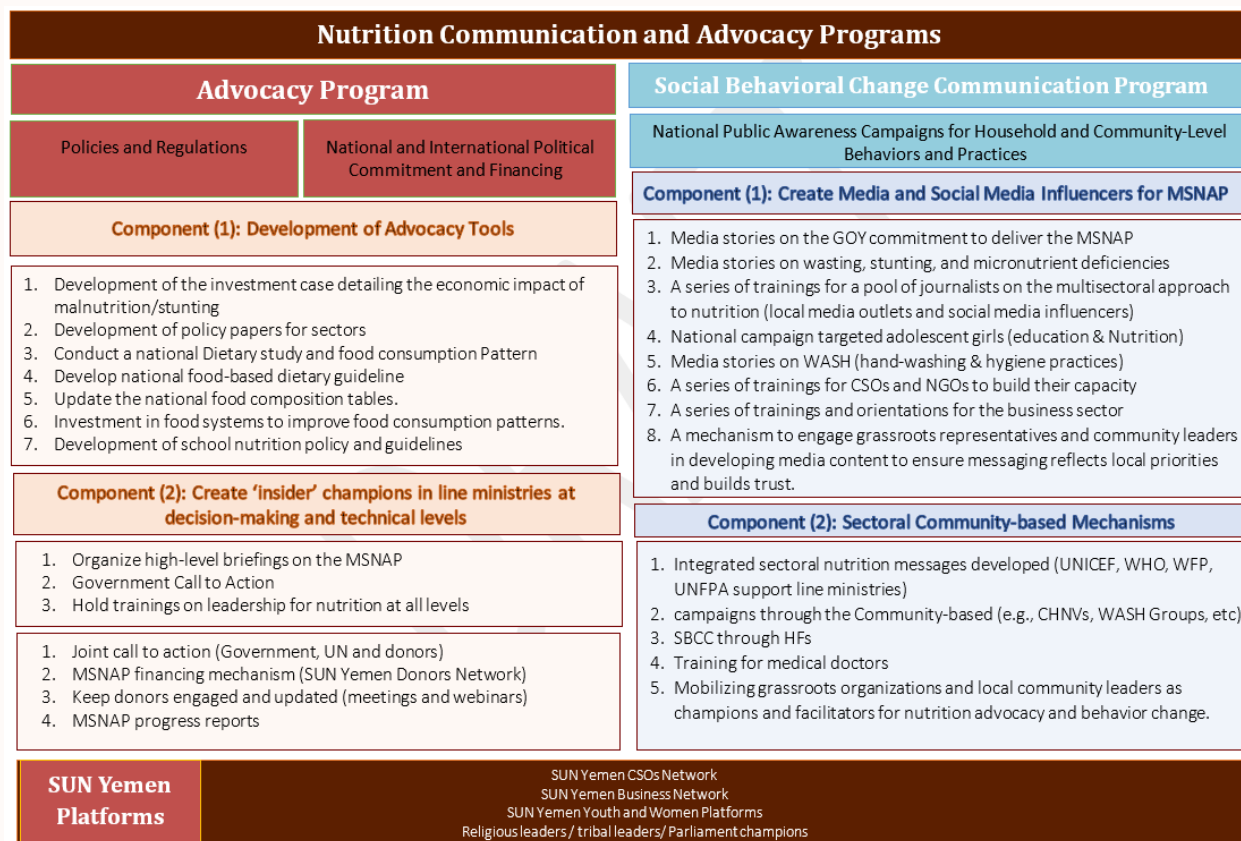 Nutrition Communication and Advocacy Programs
Advocacy Program
Policies and Regulations
National and International Political
Commitment and Financing
Component (1): Development of Advocacy Tools
1. Development of the investment case detailing the economic impact of
malnutrition/stunting
2. Development of policy papers for sectors
3. Conduct a national Dietary study and food consumption Pattern
4. Develop national food-based dietary guideline
5. Update the national food composition tables.
6. Investment in food systems to improve food consumption patterns.
7. Development of school nutrition policy and guidelines
Component (2): Create ‘insider’ champions in line ministries at
decision-making and technical levels
1. Organize high-level briefings on the MSNAP
2. Government Call to Action
3. Hold trainings on leadership for nutrition at all levels
1. Joint call to action (Government, UN and donors)
2. MSNAP financing mechanism (SUN Yemen Donors Network)
3. Keep donors engaged and updated (meetings and webinars)
4. MSNAP progress reports
Social Behavioral Change Communication Program
National Public Awareness Campaigns for Household and Community-Level
Behaviors and Practices
Component (1): Create Media and Social Media Influencers for MSNAP
1. Media stories on the GOY commitment to deliver the MSNAP
2. Media stories on wasting, stunting, and micronutrient deficiencies
3. A series of trainings for a pool of journalists on the multisectoral approach
to nutrition (local media outlets and social media influencers)
4. National campaign targeted adolescent girls (education & Nutrition)
5. Media stories on WASH (hand-washing & hygiene practices)
6. A series of trainings for CSOs and NGOs to build their capacity
7. A series of trainings and orientations for the business sector
8. A mechanism to engage grassroots representatives and community leaders
in developing media content to ensure messaging reflects local priorities
and builds trust.
Component (2): Sectoral Community-based Mechanisms
1. Integrated sectoral nutrition messages developed (UNICEF, WHO, WFP,
UNFPA support line ministries)
2. campaigns through the Community-based (e.g., CHNVs, WASH Groups, etc)
3. SBCC through HFs
4. Training for medical doctors
5. Mobilizing grassroots organizations and local community leaders as
champions and facilitators for nutrition advocacy and behavior change.
SUN Yemen
Platforms
SUN Yemen CSOs Network
SUN Yemen Business Network
SUN Yemen Youth and Women Platforms
Religious leaders / tribal leaders/ Parliament champions